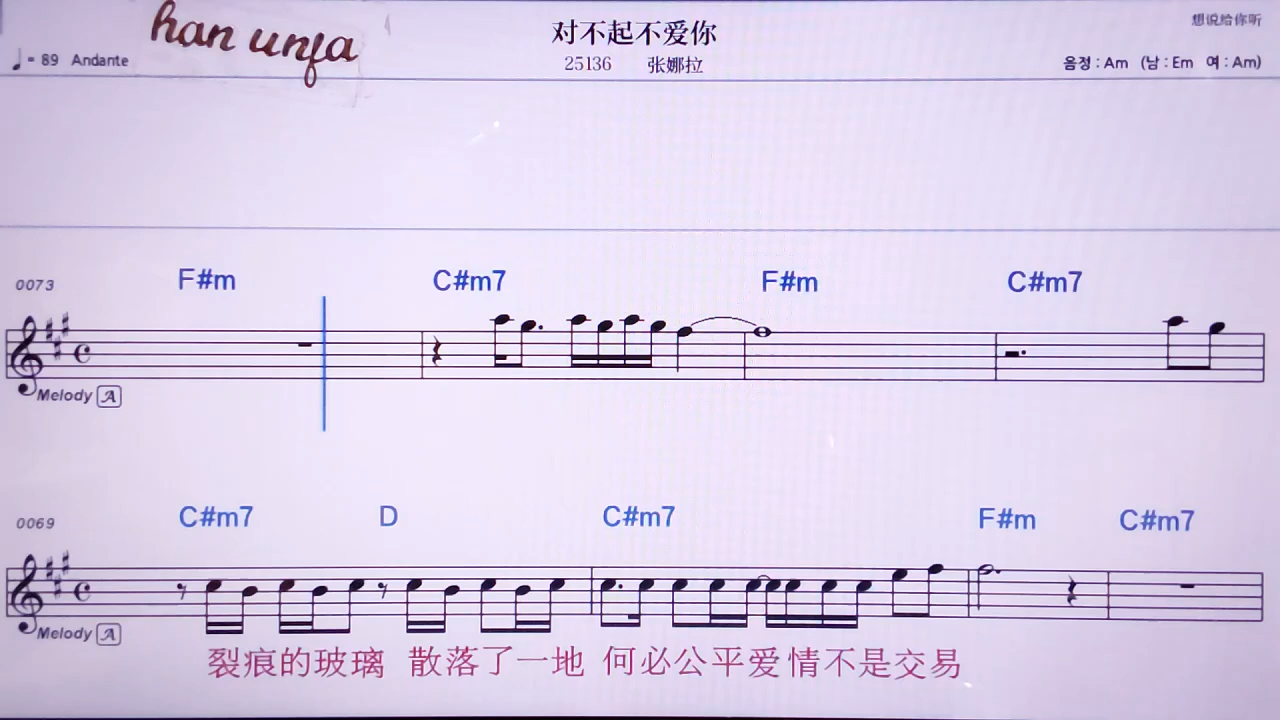 han unfa
对不起不爱你
想说给你听
♩= 89 Andante
25136 张娜拉
음정 : Am (남 : Em 여 : Am)
F#m C#m7 F#m C#m7
0073
Melody A
C#m7 D C#m7 F#m C#m7
0069
Melody A
裂痕的玻璃 散落了一地 何必公平爱情不是交易